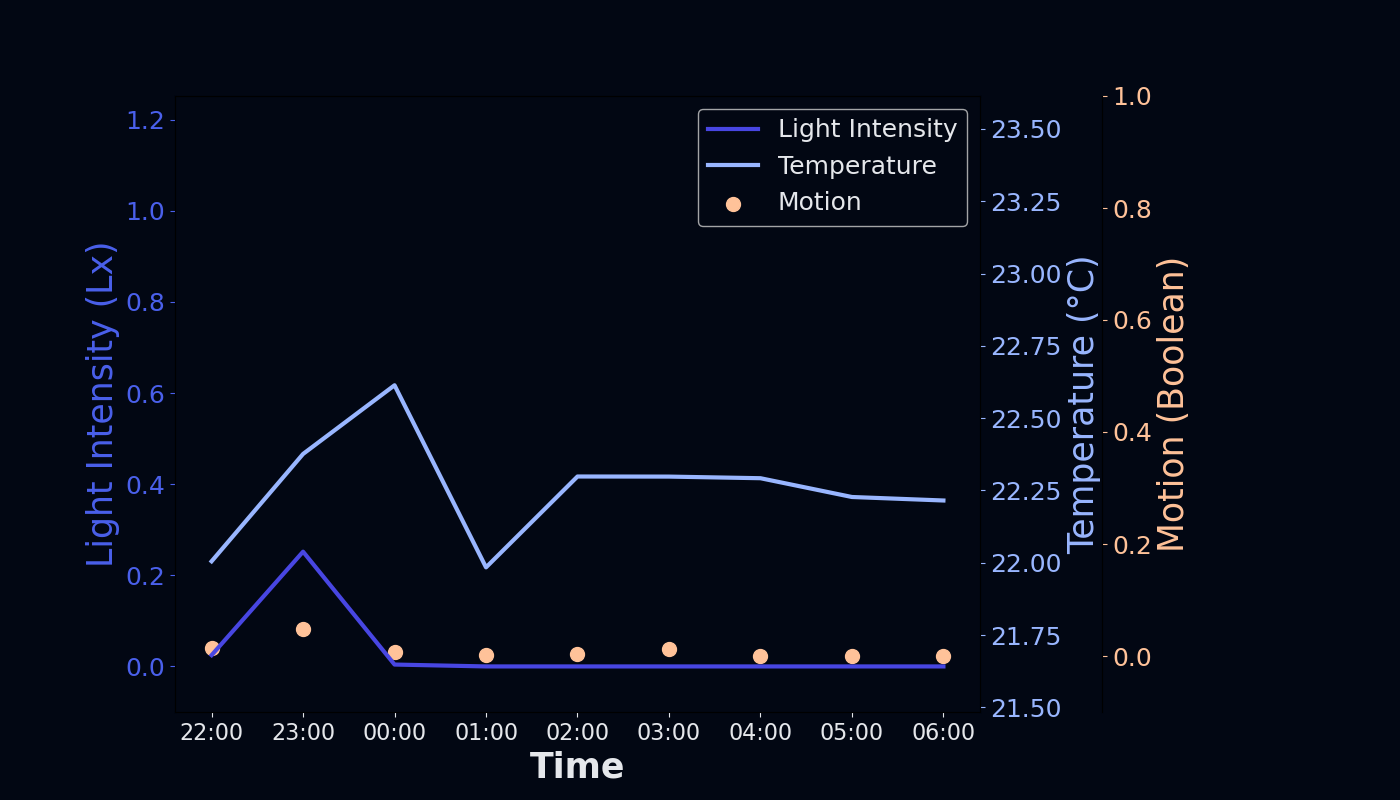 Light Intensity
Temperature
Motion
Light Intensity (Lx)
1.2
1.0
0.8
0.6
0.4
0.2
0.0
23.50
23.25
23.00
22.75
22.50
22.25
22.00
21.75
21.50
Temperature (°C)
1.0
0.8
0.6
0.4
0.2
0.0
Motion (Boolean)
22:00 23:00 00:00 01:00 02:00 03:00 04:00 05:00 06:00
Time